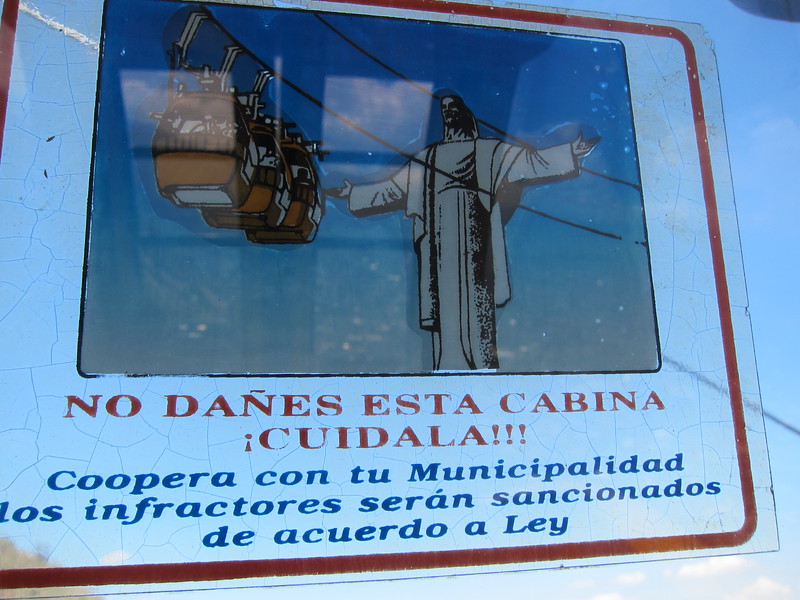 NO DAÑES ESTA CABINA
¡CUIDALA!!!
Coopera con tu Municipalidad
los infractores serán sancionados
de acuerdo a Ley